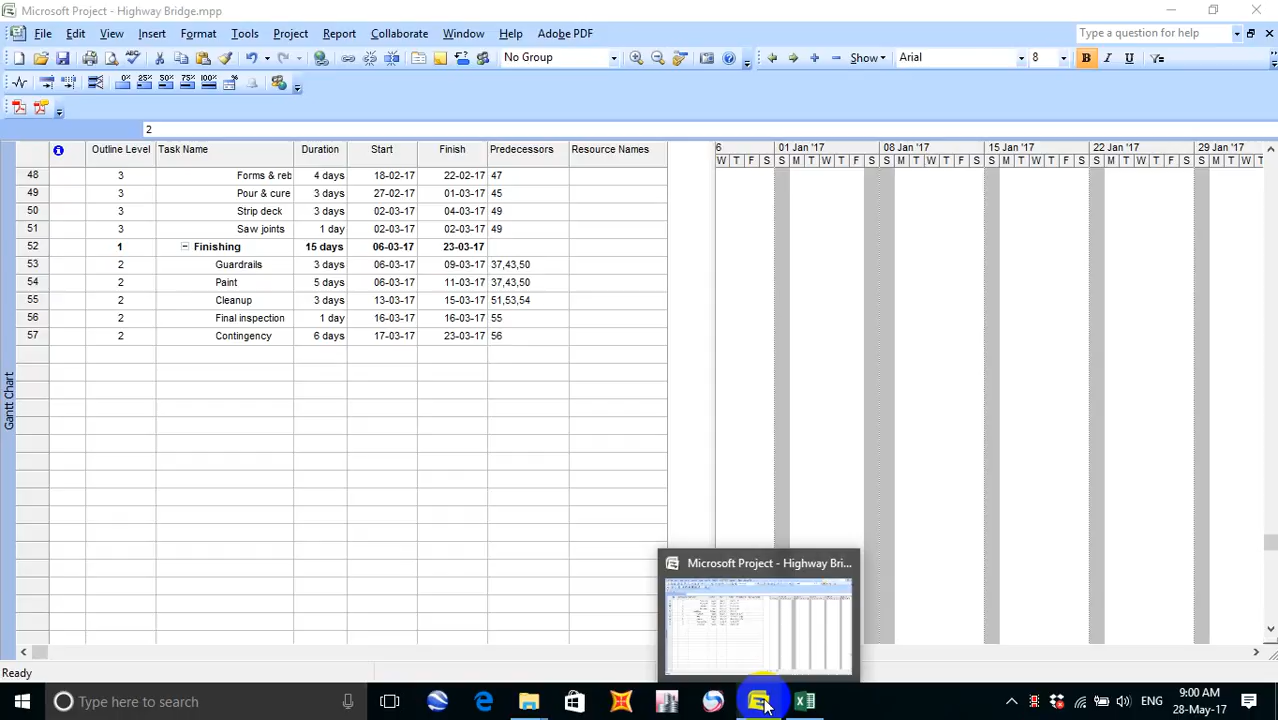 Microsoft Project - Highway Bridge.mpp
File Edit View Insert Format Tools Project Report Collaborate Window Help Adobe PDF Type a question for help
No Group Show Arial 8 B I U
0% 25% 50% 75% 100%
2
Outline Level Task Name Duration Start Finish Predecessors Resource Names
6 01 Jan '17 08 Jan '17 15 Jan '17 22 Jan '17 29 Jan '17
W T F S S M T W T F S S M T W T F S S M T W T F S S M T W T F S S M T W T
48 3 Forms & reb 4 days 18-02-17 22-02-17 47
49 3 Pour & cure 3 days 27-02-17 01-03-17 45
50 3 Strip deck 3 days 02-03-17 04-03-17 49
51 3 Saw joints 1 day 02-03-17 02-03-17 49
52 1 Finishing 15 days 06-03-17 23-03-17
53 2 Guardrails 3 days 06-03-17 09-03-17 37,43,50
54 2 Paint 5 days 06-03-17 11-03-17 37,43,50
55 2 Cleanup 3 days 13-03-17 15-03-17 51,53,54
56 2 Final inspection 1 day 16-03-17 16-03-17 55
57 2 Contingency 6 days 17-03-17 23-03-17 56
Gantt Chart
Microsoft Project - Highway Bri...
Ready
Type here to search
ENG
9:00 AM
28-May-17